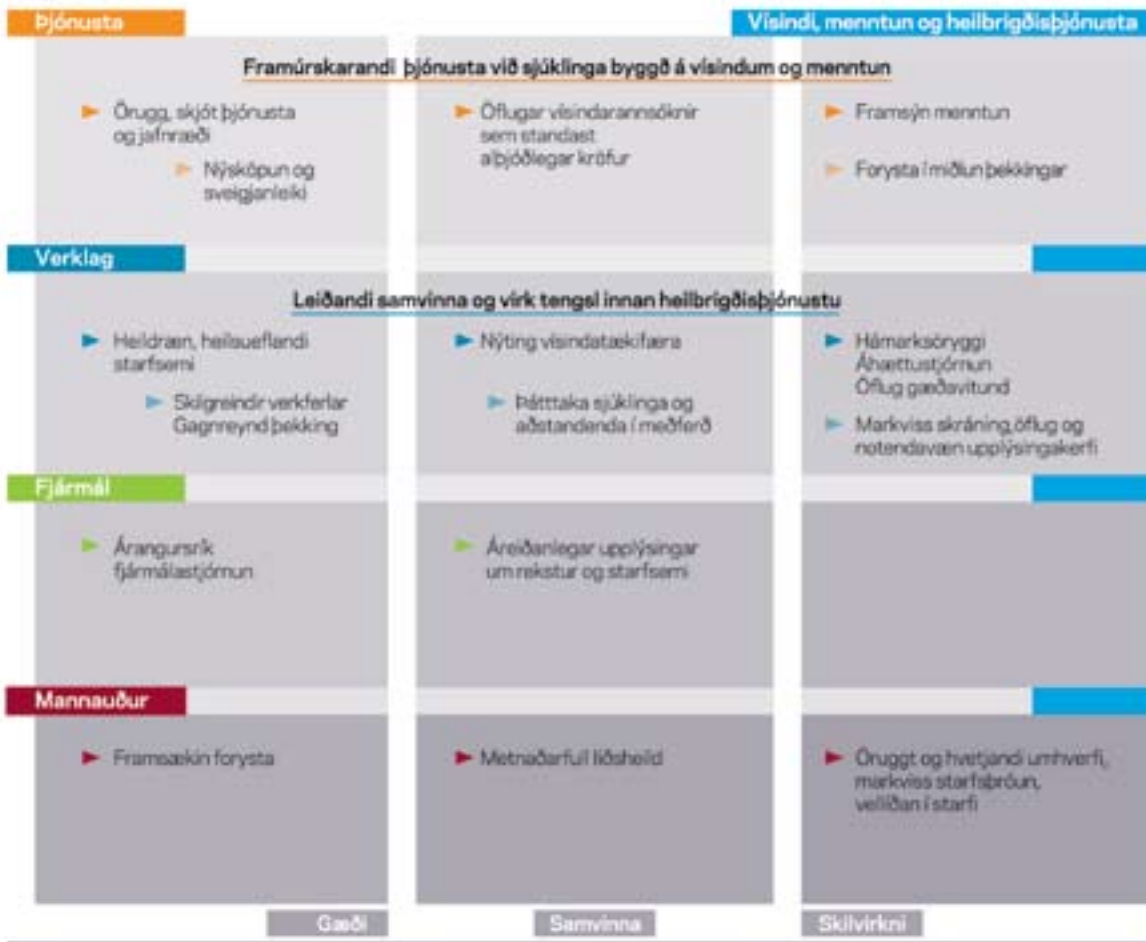 Þjónusta
Vísindi, menntun og heilbrigðisþjónusta
Framúrskarandi þjónusta við sjúklinga byggð á vísindum og menntun
Örugg, skjót þjónusta
og jafnræði
Nýsköpun og
sveigjanleiki
Öflugar vísindarannsóknir
sem standast
alþjóðlegar kröfur
Framsýn menntun
Forysta í miðlun þekkingar
Verklag
Leiðandi samvinna og virk tengsl innan heilbrigðisþjónustu
Heildræn, heilsueflandi
starfsemi
Skilgreindir verkferlar
Gagnreynd þekking
Nýting vísindatækifæra
Þátttaka sjúklinga og
aðstandenda í meðferð
Hámarksöryggi
Áhættustjórnun
Öflug gæðavitund
Markviss skráning, öflug og
notendavæn upplýsingakerfi
Fjármál
Árangursrík
fjármálastjórnun
Áreiðanlegar upplýsingar
um rekstur og starfsemi
Mannauður
Framsækin forysta
Metnaðarfull liðsheild
Öruggt og hvetjandi umhverfi,
markviss starfsþróun,
vellíðan í starfi
Gæði
Samvinna
Skilvirkni